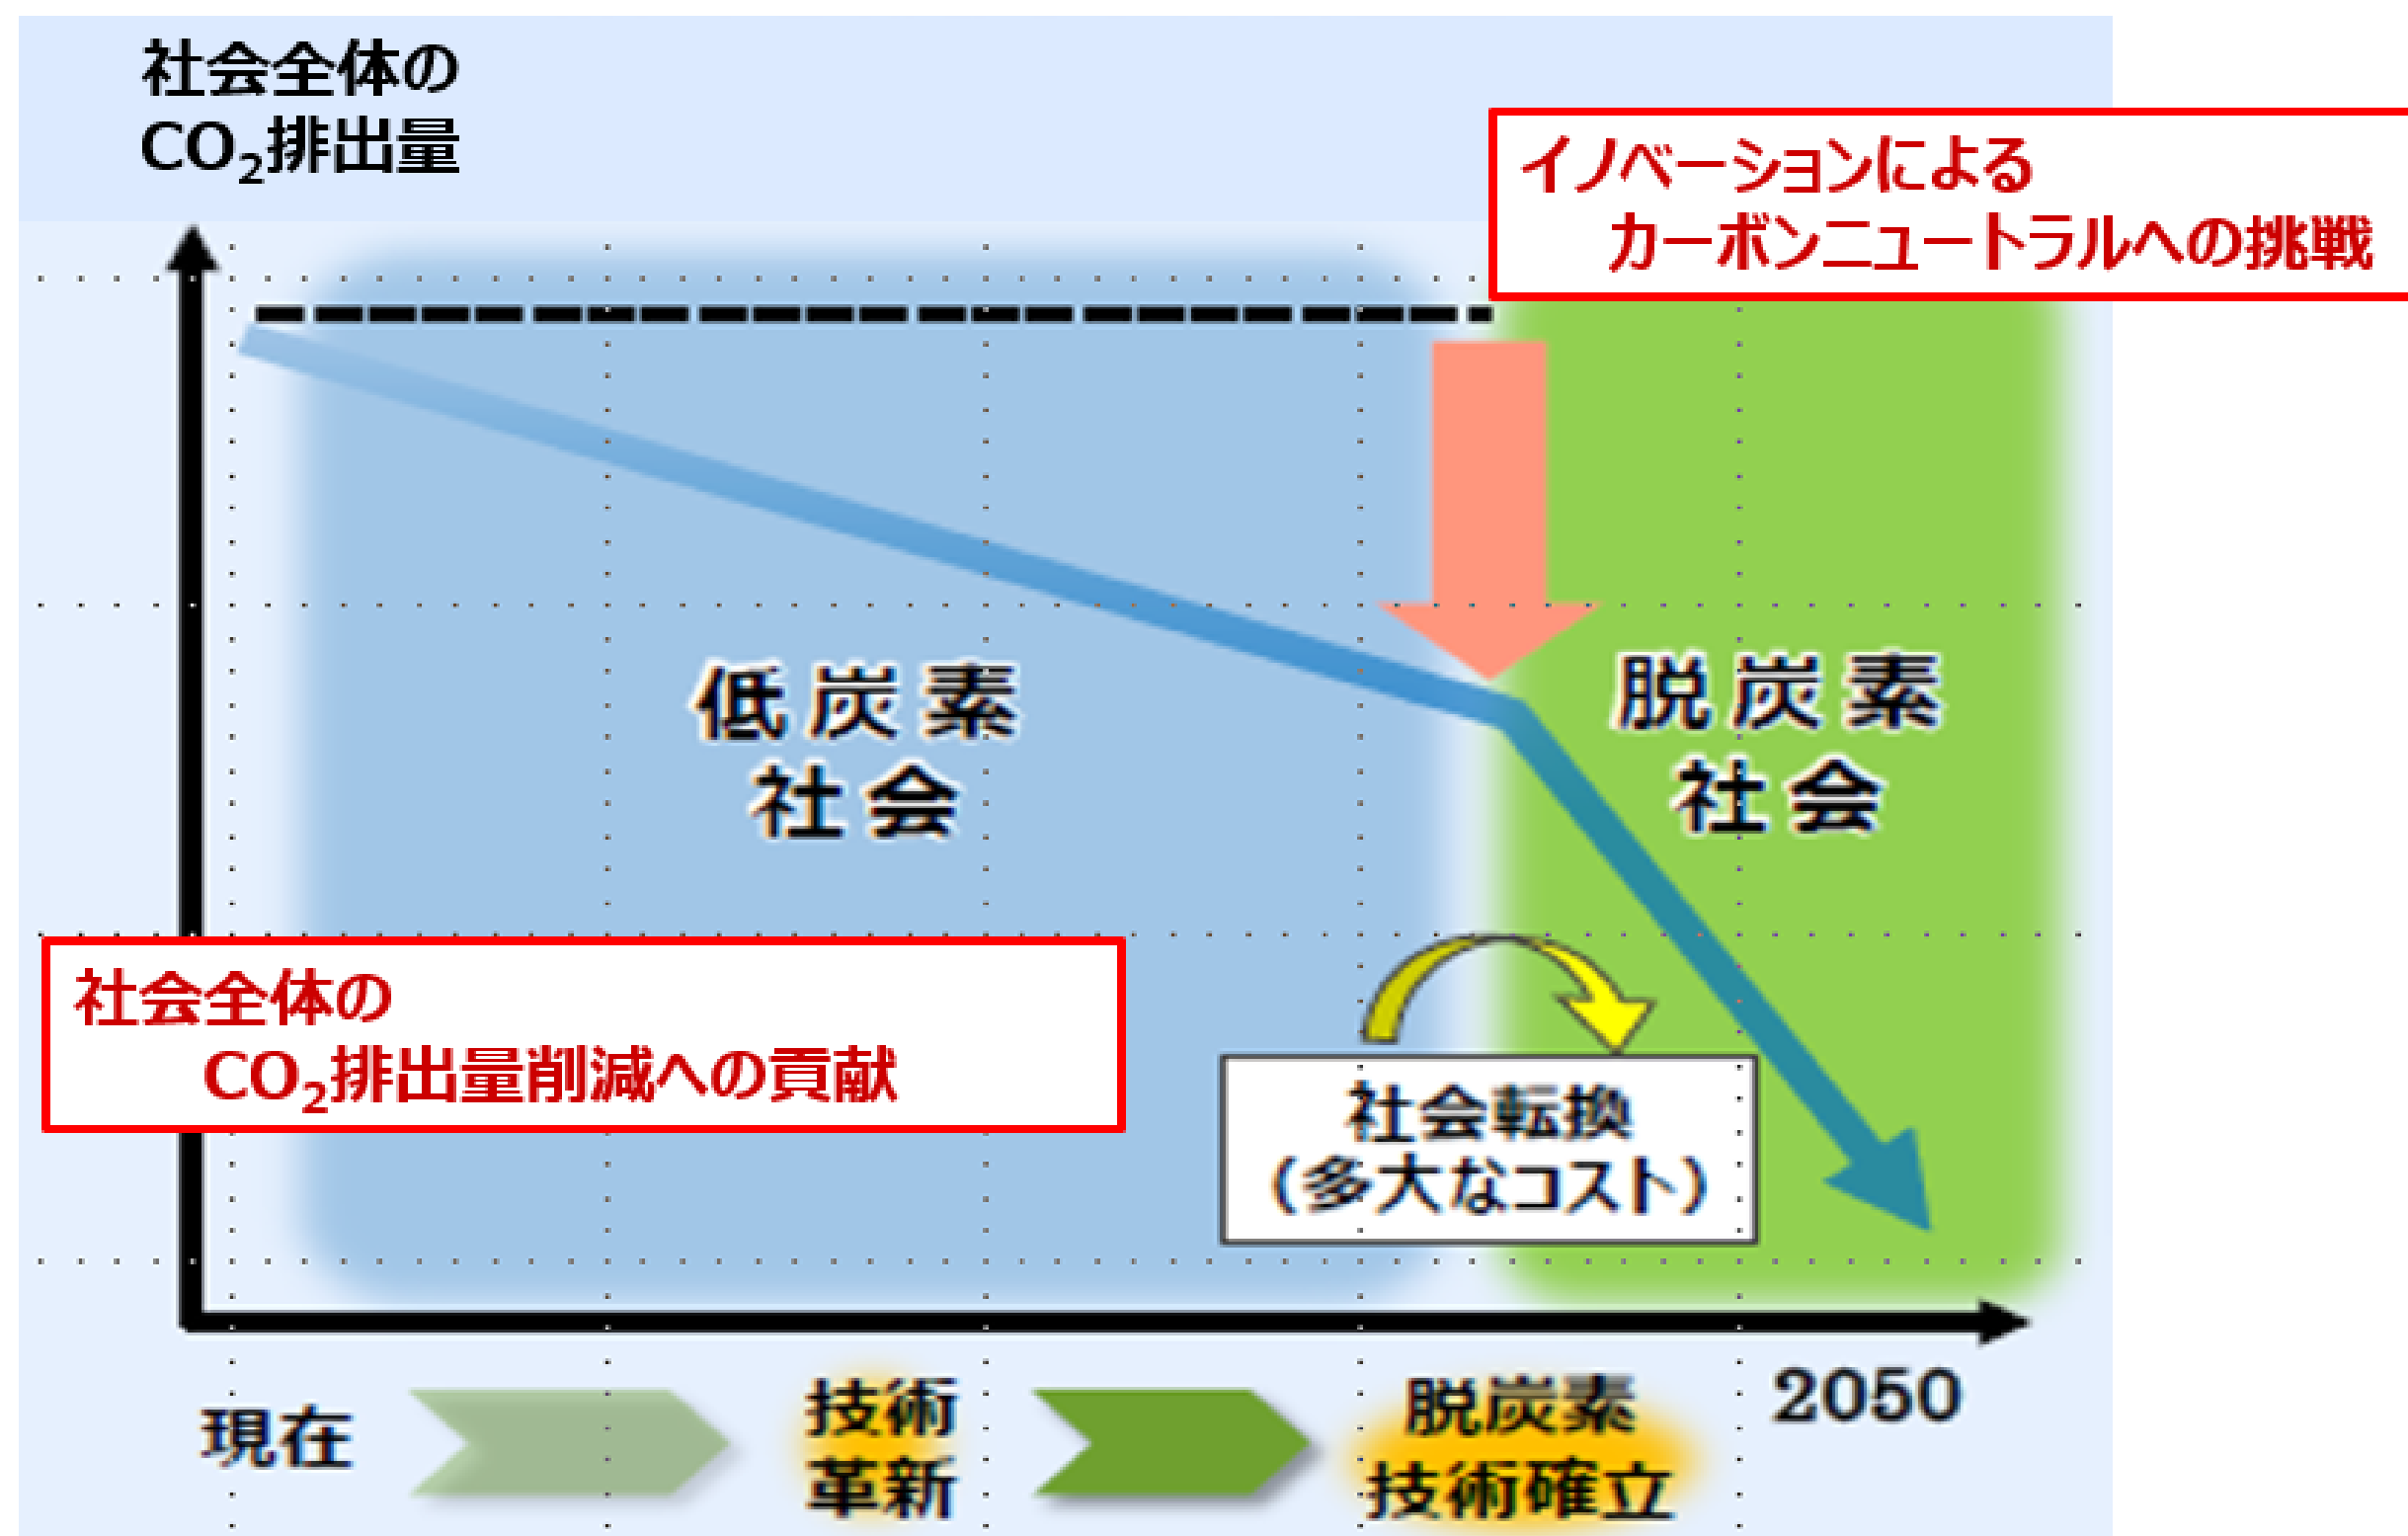 社会全体の
CO₂排出量
イノベーションによる
カーボンニュートラルへの挑戦
低炭素
社会
脱炭素
社会
社会全体の
CO₂排出量削減への貢献
社会転換
（多大なコスト）
現在
技術
革新
脱炭素
技術確立
2050